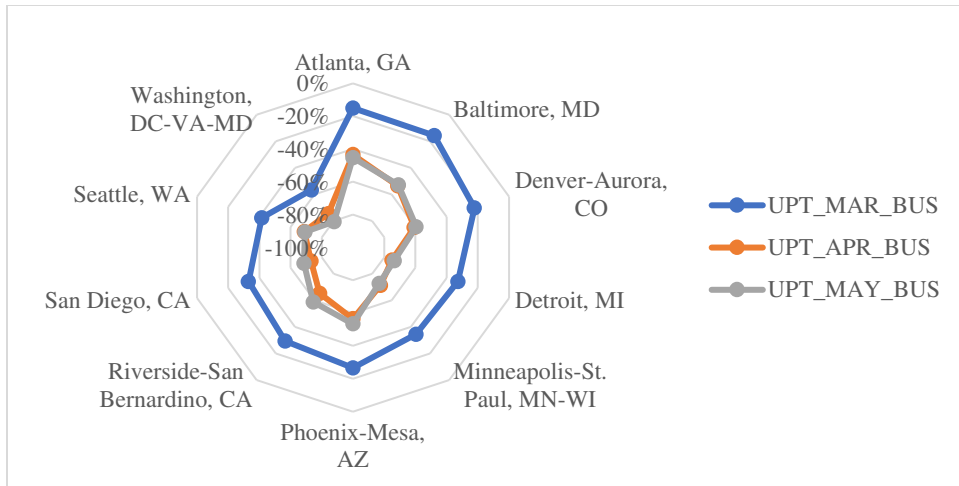 Atlanta, GA
Baltimore, MD
Denver-Aurora,
CO
Detroit, MI
Minneapolis-St.
Paul, MN-WI
Phoenix-Mesa,
AZ
Riverside-San
Bernardino, CA
San Diego, CA
Seattle, WA
Washington,
DC-VA-MD
0%
-20%
-40%
-60%
-80%
-100%
UPT_MAR_BUS
UPT_APR_BUS
UPT_MAY_BUS